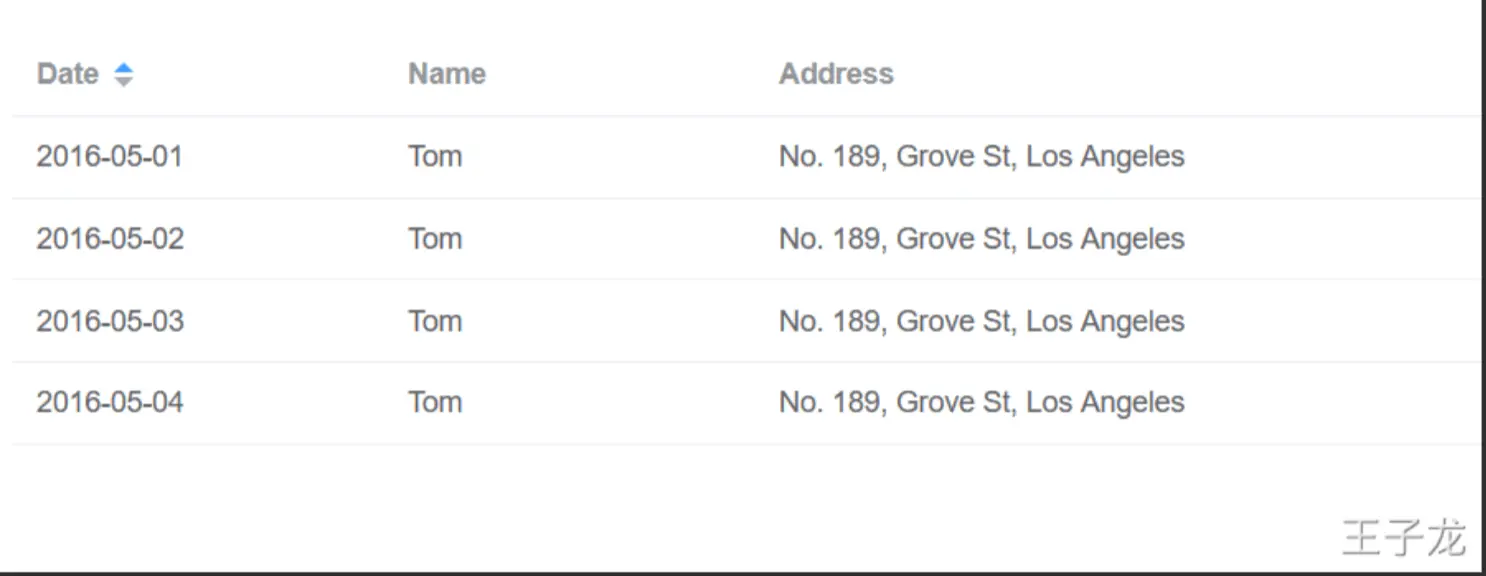 Date Name Address
2016-05-01 Tom No. 189, Grove St, Los Angeles
2016-05-02 Tom No. 189, Grove St, Los Angeles
2016-05-03 Tom No. 189, Grove St, Los Angeles
2016-05-04 Tom No. 189, Grove St, Los Angeles
王子龙